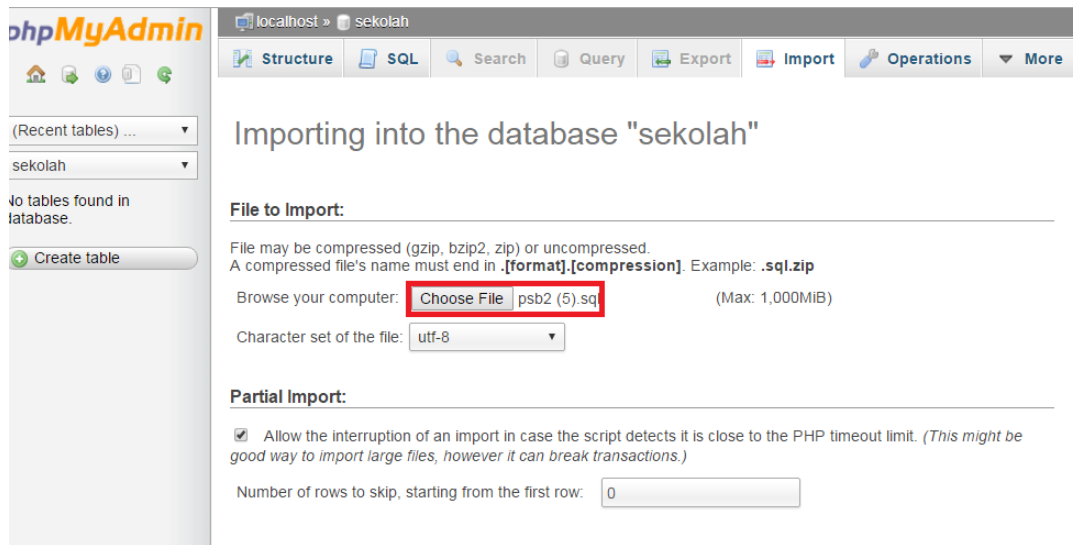 phpMyAdmin
(Recent tables) ...
sekolah
No tables found in
database.
Create table
localhost » sekolah
Structure SQL Search Query Export Import Operations More
Importing into the database "sekolah"
File to Import:
File may be compressed (gzip, bzip2, zip) or uncompressed.
A compressed file's name must end in .[format].[compression]. Example: .sql.zip
Browse your computer: Choose File psb2 (5).sql (Max: 1,000MiB)
Character set of the file: utf-8
Partial Import:
Allow the interruption of an import in case the script detects it is close to the PHP timeout limit. (This might be
good way to import large files, however it can break transactions.)
Number of rows to skip, starting from the first row: 0